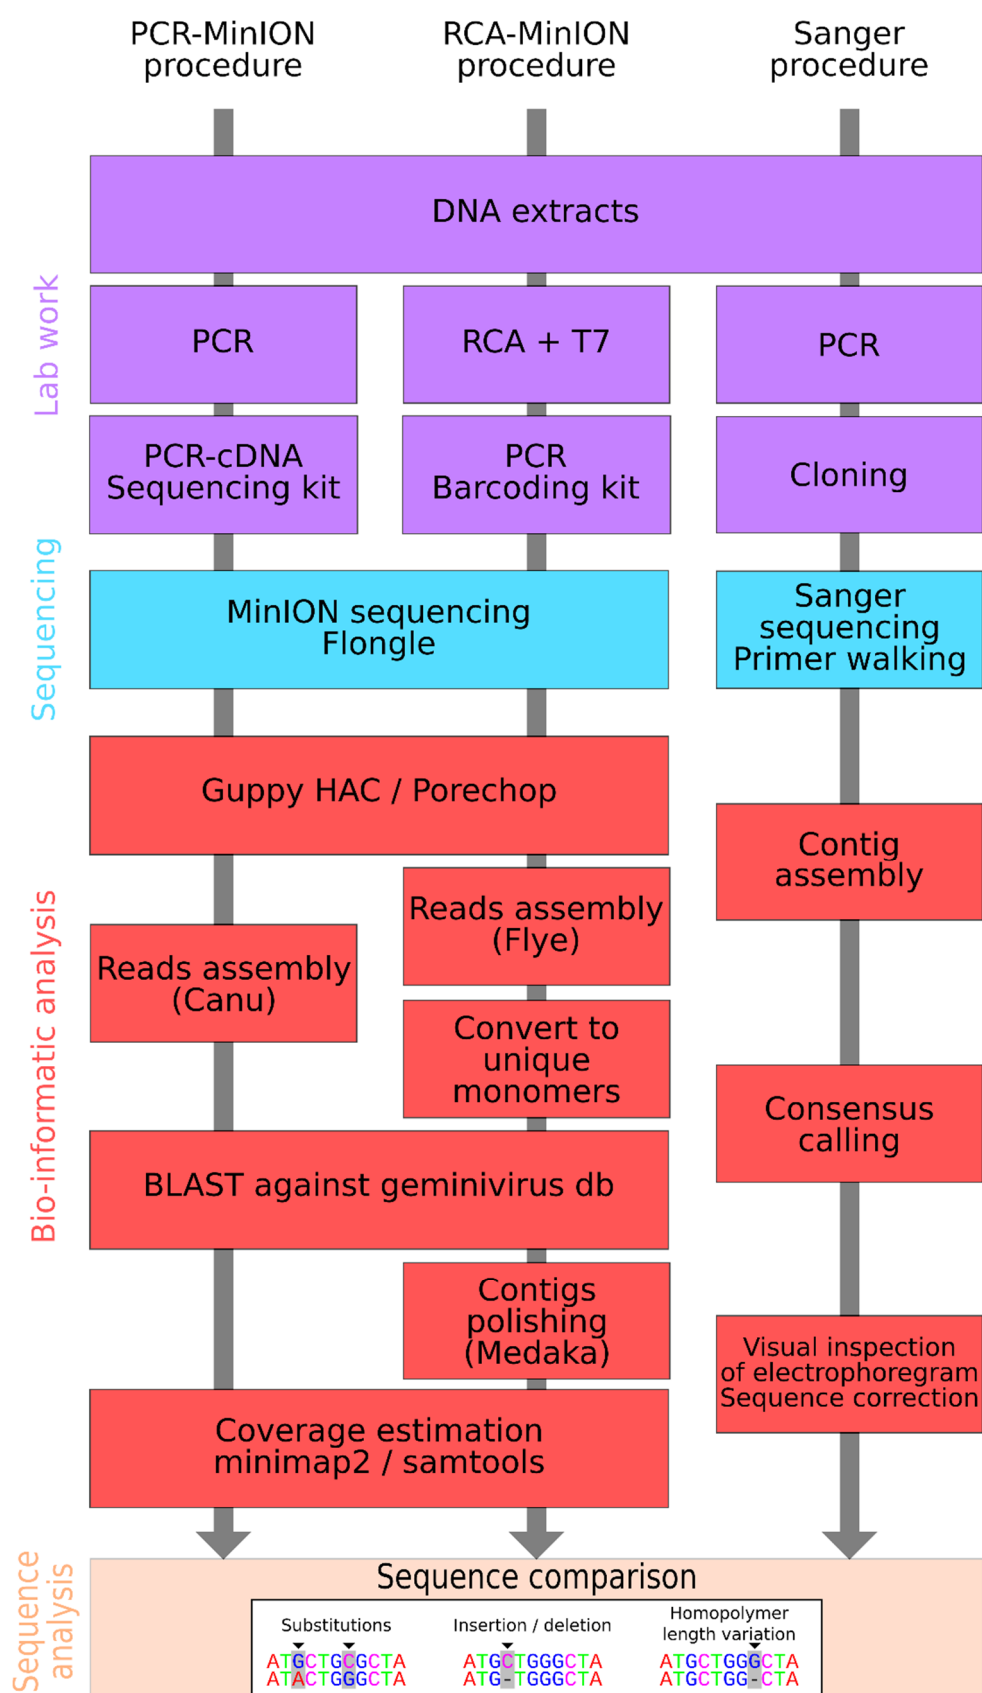 PCR-MinION
procedure
RCA-MinION
procedure
Sanger
procedure
DNA extracts
Lab work
PCR
RCA + T7
PCR
PCR-cDNA
Sequencing kit
PCR
Barcoding kit
Cloning
Sequencing
MinION sequencing
Flongle
Sanger
sequencing
Primer walking
Bio-informatic analysis
Guppy HAC / Porechop
Contig
assembly
Reads assembly
(Flye)
Reads assembly
(Canu)
Convert to
unique
monomers
Consensus
calling
BLAST against geminivirus db
Contigs
polishing
(Medaka)
Visual inspection
of electrophoregram
Sequence correction
Coverage estimation
minimap2 / samtools
Sequence
analysis
Sequence comparison
Substitutions
ATGCTGCGCTA
ATACTGGGCTA
Insertion / deletion
ATGCTGGGCTA
ATG-TGGGCTA
Homopolymer
length variation
ATGCTGGGCTA
ATGCTGG-CTA